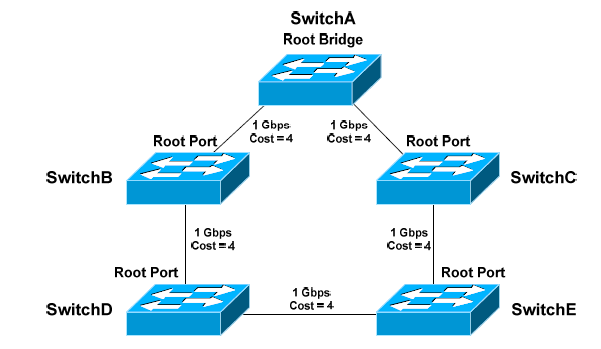 SwitchA
Root Bridge
1 Gbps
Cost = 4
1 Gbps
Cost = 4
Root Port
Root Port
SwitchB
SwitchC
1 Gbps
Cost = 4
1 Gbps
Cost = 4
Root Port
Root Port
SwitchD
1 Gbps
Cost = 4
SwitchE